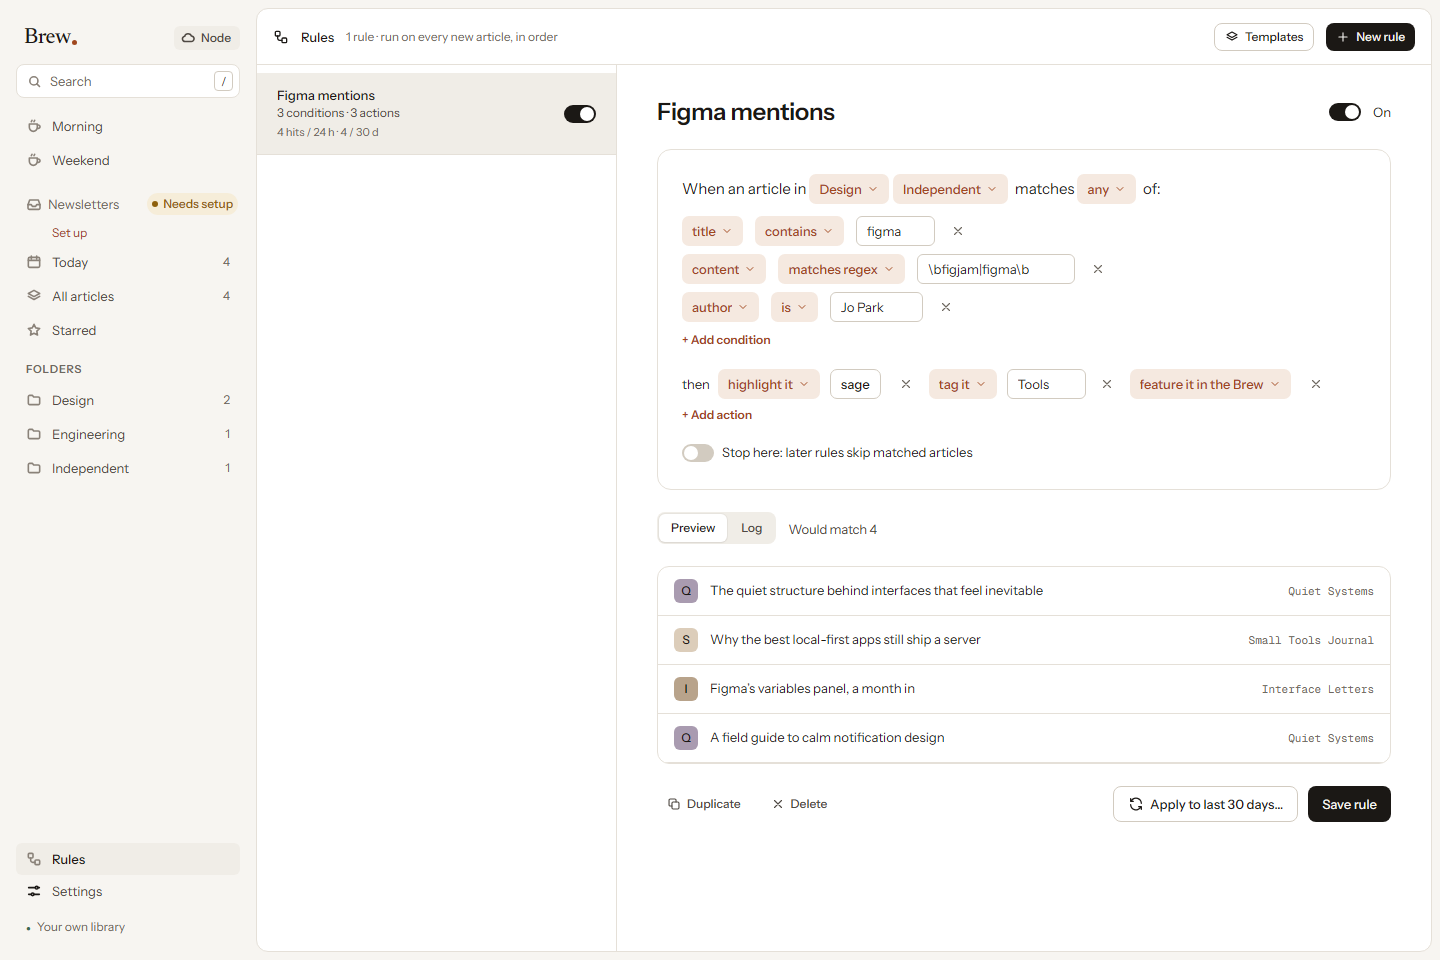 Brew.
Node
Search /
Morning
Weekend
Newsletters Needs setup
Set up
Today 4
All articles 4
Starred
FOLDERS
Design 2
Engineering 1
Independent 1
Rules
Settings
Your own library
Rules 1 rule · run on every new article, in order
Templates
New rule
Figma mentions
3 conditions · 3 actions
4 hits / 24 h · 4 / 30 d
Figma mentions
On
When an article in Design Independent matches any of:
title contains figma
content matches regex \bfigjam|figma\b
author is Jo Park
+ Add condition
then highlight it sage tag it Tools feature it in the Brew
+ Add action
Stop here: later rules skip matched articles
Preview Log Would match 4
Q The quiet structure behind interfaces that feel inevitable Quiet Systems
S Why the best local-first apps still ship a server Small Tools Journal
I Figma's variables panel, a month in Interface Letters
Q A field guide to calm notification design Quiet Systems
Duplicate Delete Apply to last 30 days... Save rule